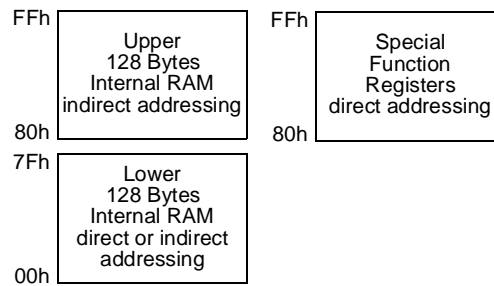 FFh
Upper
128 Bytes
Internal RAM
indirect addressing
80h
FFh
Special
Function
Registers
direct addressing
80h
7Fh
Lower
128 Bytes
Internal RAM
direct or indirect
addressing
00h